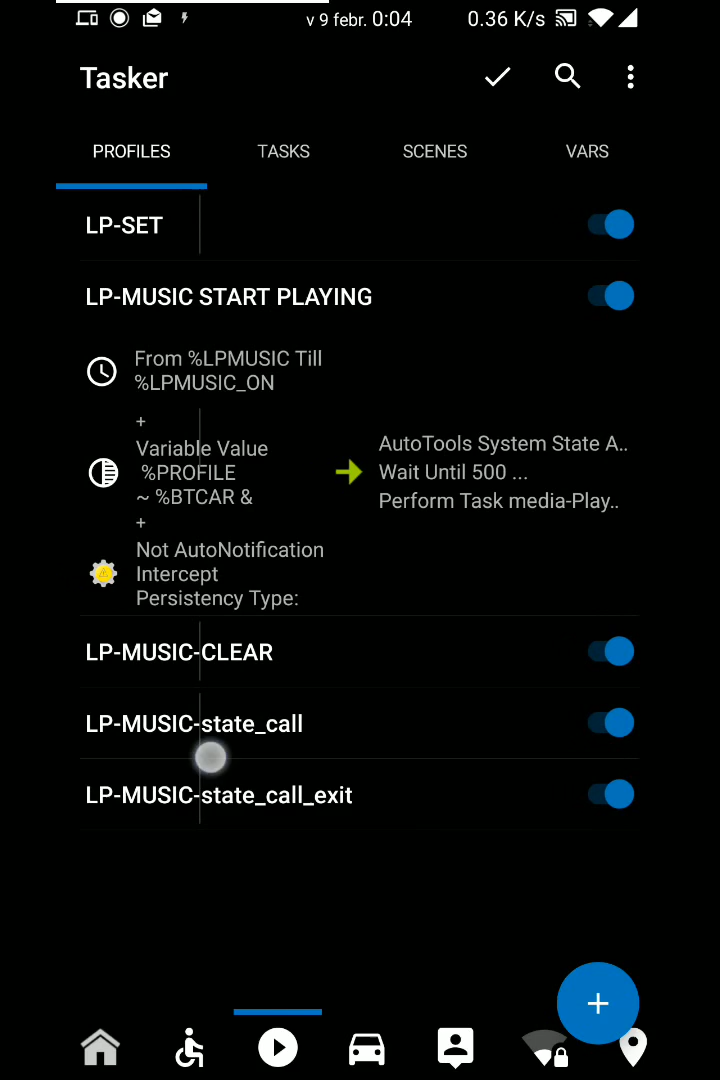 v 9 febr. 0:04
0.36 K/s
Tasker
PROFILES
TASKS
SCENES
VARS
LP-SET
LP-MUSIC START PLAYING
From %LPMUSIC Till
%LPMUSIC_ON
+
Variable Value
%PROFILE
~ %BTCAR &
+
Not AutoNotification
Intercept
Persistency Type:
AutoTools System State A..
Wait Until 500 ...
Perform Task media-Play..
LP-MUSIC-CLEAR
LP-MUSIC-state_call
LP-MUSIC-state_call_exit
+